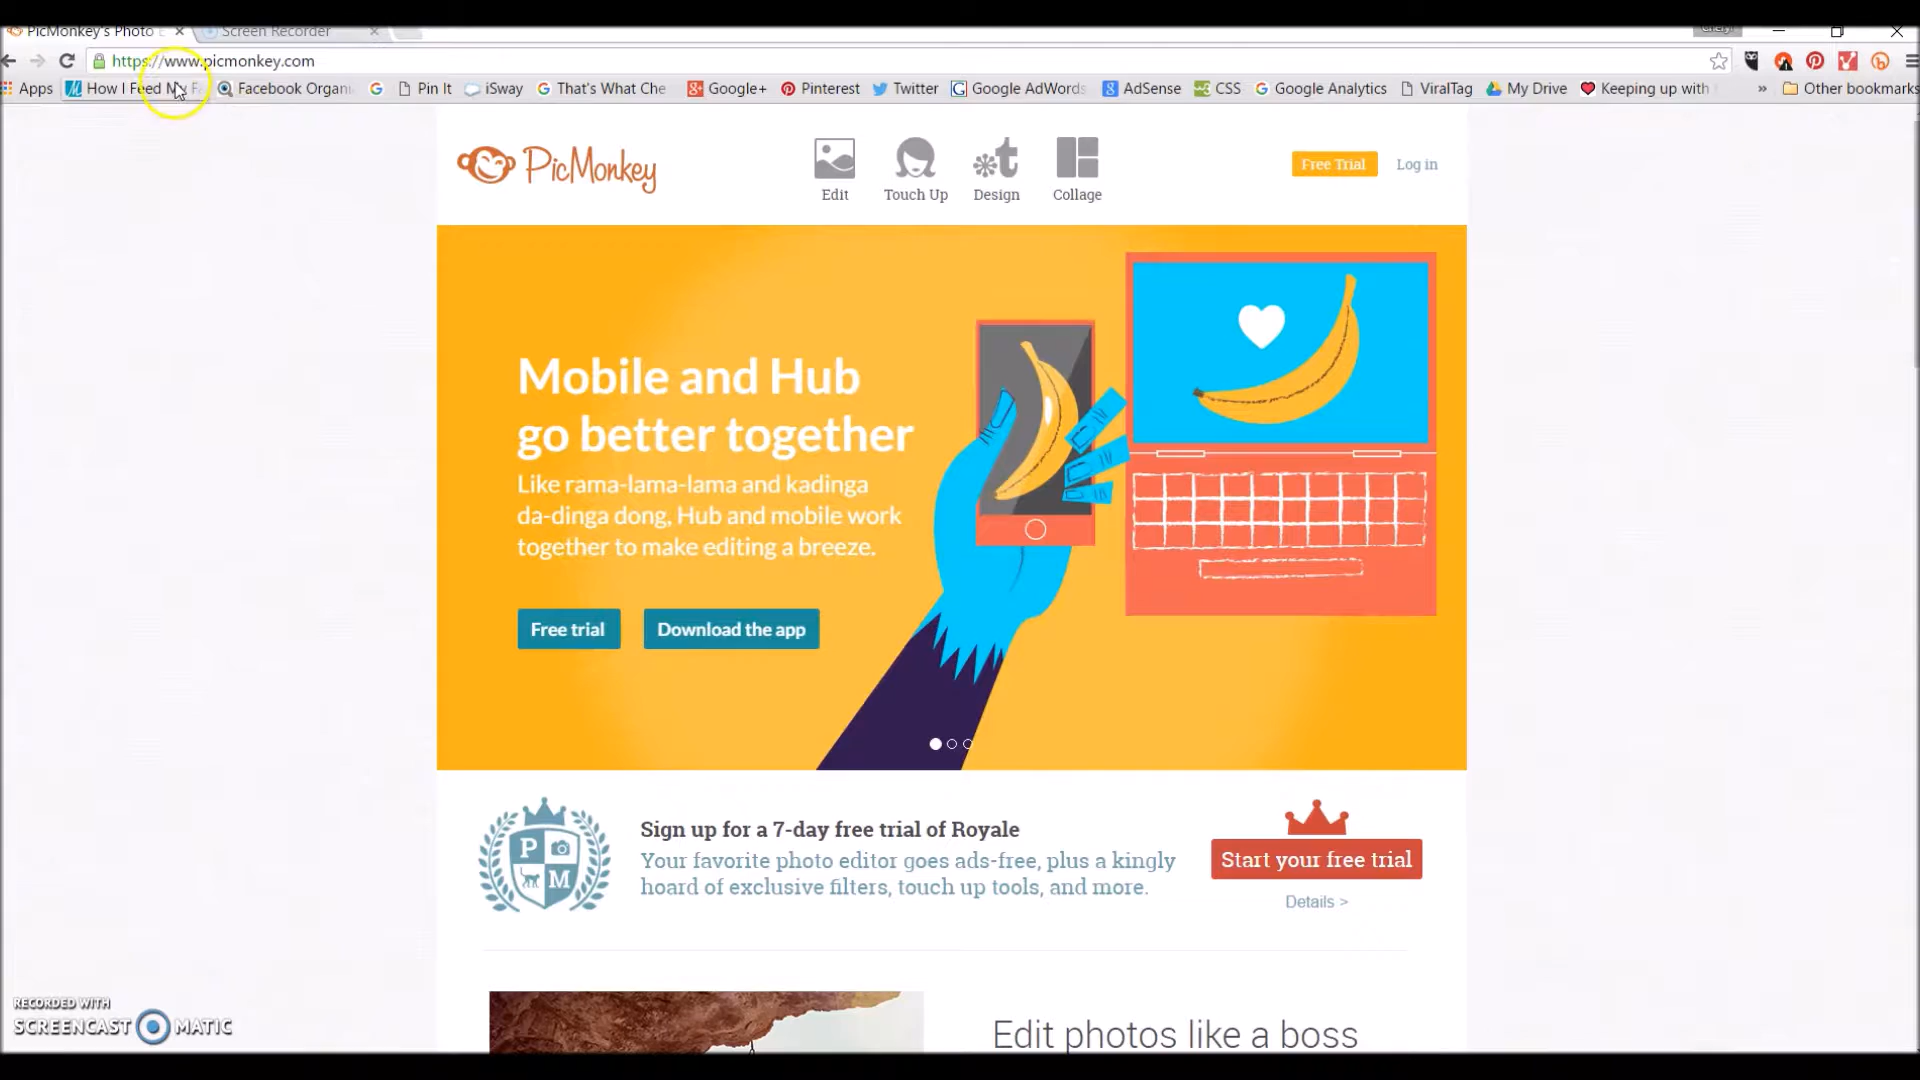 PicMonkey's Photo E
Screen Recorder
https://www.picmonkey.com
Apps How I Feed My Fa Facebook Organi Pin It iSway That's What Che Google+ Pinterest Twitter Google AdWords AdSense CSS Google Analytics ViralTag My Drive Keeping up with » Other bookmarks
PicMonkey
Edit Touch Up Design Collage
Free Trial Log in
Mobile and Hub
go better together
Like rama-lama-lama and kadinga
da-dinga dong, Hub and mobile work
together to make editing a breeze.
Free trial Download the app
P
M
Sign up for a 7-day free trial of Royale
Your favorite photo editor goes ads-free, plus a kingly
hoard of exclusive filters, touch up tools, and more.
Start your free trial
Details >
Edit photos like a boss
RECORDED WITH
SCREENCAST MATIC